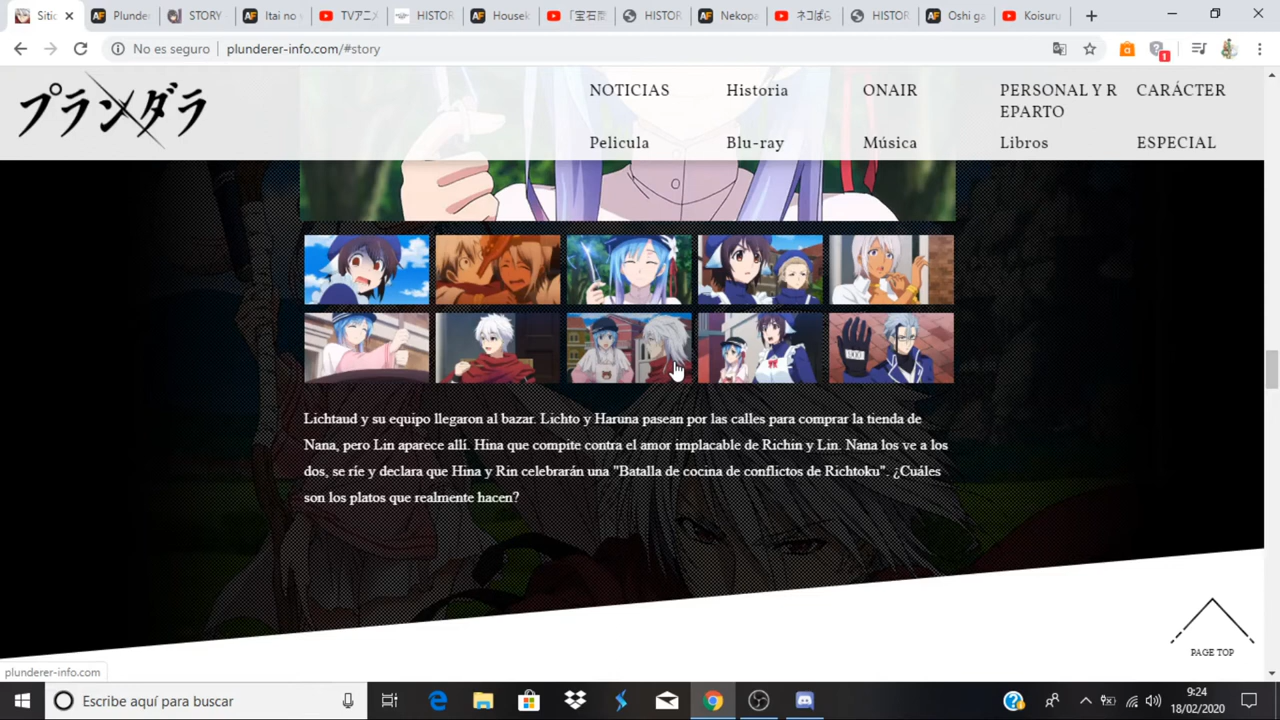 Sitic
Plunder
STORY
Itai no
TVアニメ
HISTOR
Housek
「宝石商
HISTOR
Nekopa
ネコぱら
HISTOR
Oshi ga
Koisuru
No es seguro
plunderer-info.com/#story
1
プランダラ
NOTICIAS
Historia
ONAIR
PERSONAL Y R
EPARTO
CARÁCTER
Pelicula
Blu-ray
Música
Libros
ESPECIAL
Lichtaud y su equipo llegaron al bazar. Lichto y Haruna pasean por las calles para comprar la tienda de
Nana, pero Lin aparece allí. Hina que compite contra el amor implacable de Richin y Lin. Nana los ve a los
dos, se ríe y declara que Hina y Rin celebrarán una "Batalla de cocina de conflictos de Richtoku". ¿Cuáles
son los platos que realmente hacen?
PAGE TOP
plunderer-info.com
Escribe aquí para buscar
9:24
18/02/2020